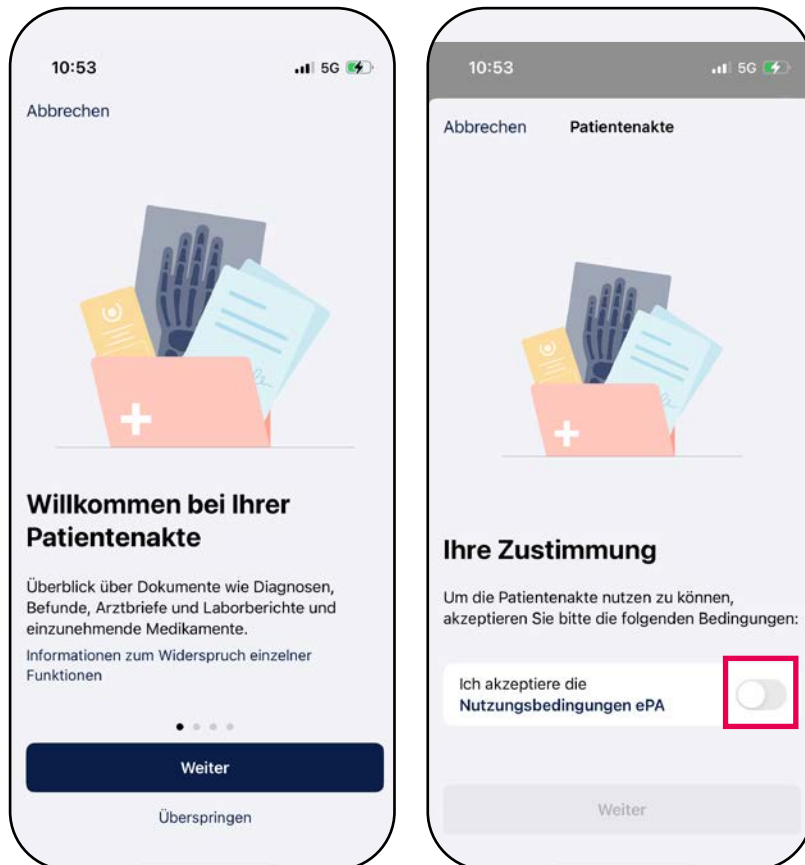 10:53
5G
Abbrechen
Willkommen bei Ihrer
Patientenakte
Überblick über Dokumente wie Diagnosen,
Befunde, Arztbriefe und Laborberichte und
einzunehmende Medikamente.
Informationen zum Widerspruch einzelner
Funktionen
Weiter
Überspringen
10:53
5G
Abbrechen Patientenakte
Ihre Zustimmung
Um die Patientenakte nutzen zu können,
akzeptieren Sie bitte die folgenden Bedingungen:
Ich akzeptiere die
Nutzungsbedingungen ePA
Weiter